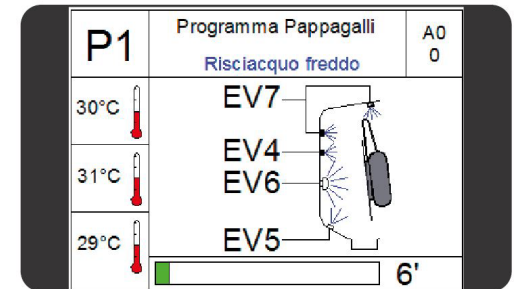 P1
Programma Pappagalli
Risciacquo freddo
A0
0
30°C
31°C
29°C
EV7
EV4
EV6
EV5
6'